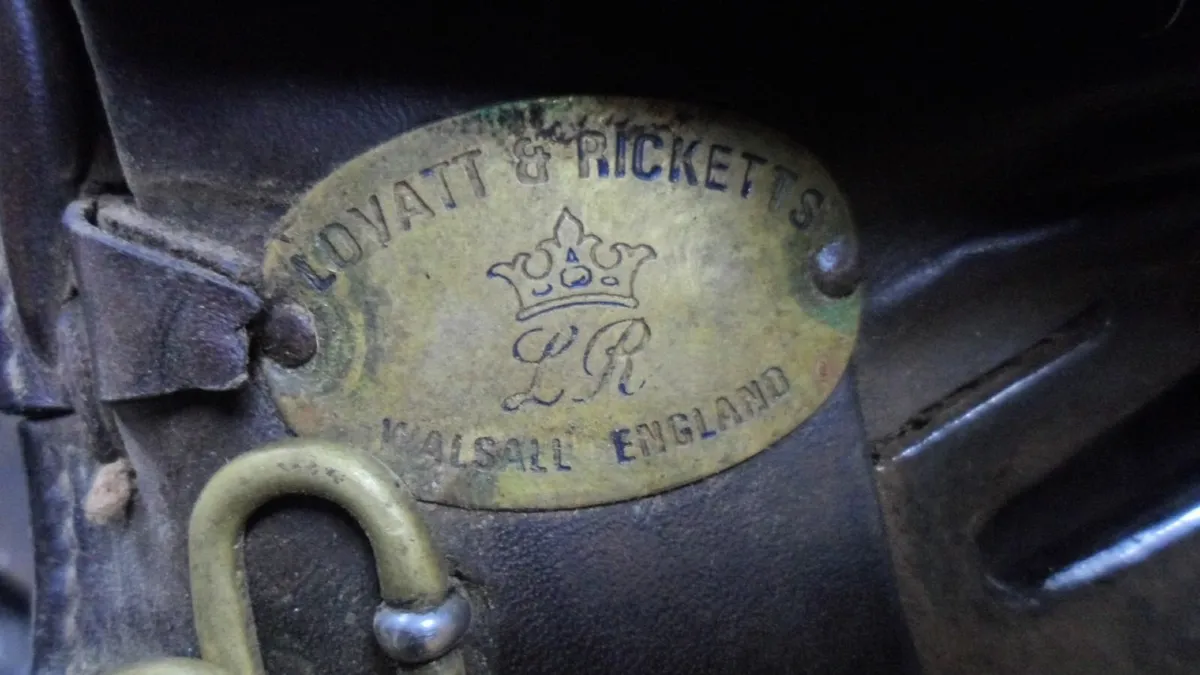 LOVATT & RICKETTS
LR
WALSALL ENGLAND